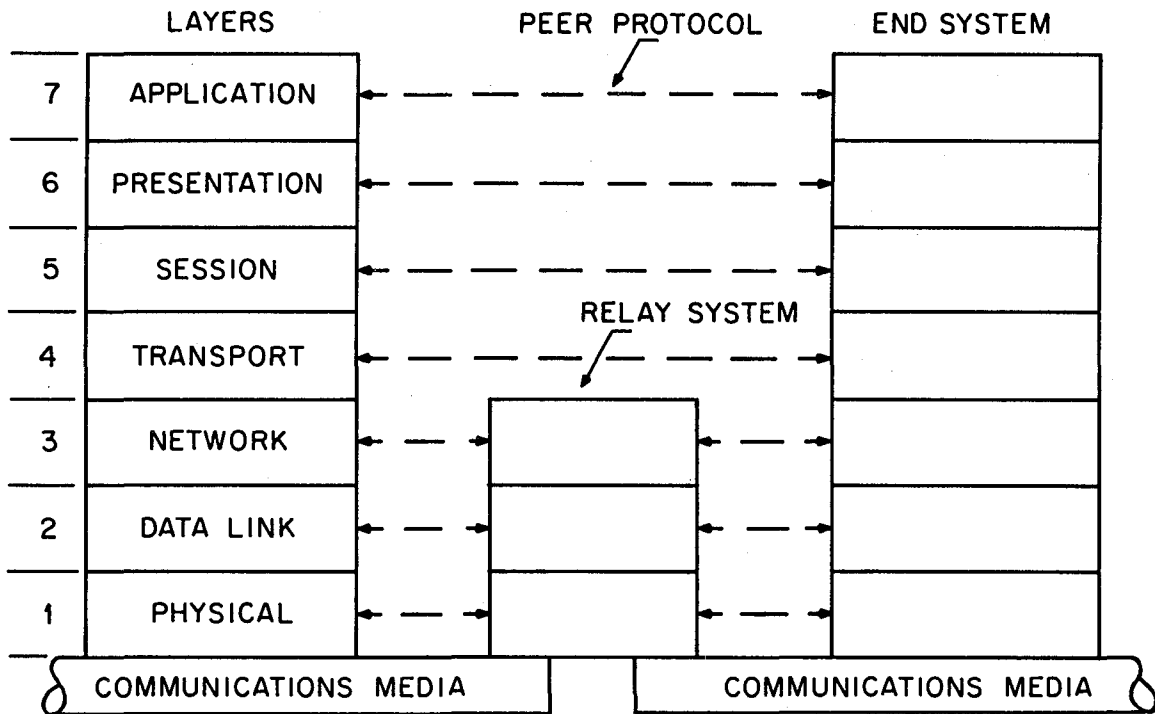 LAYERS PEER PROTOCOL END SYSTEM
7 APPLICATION
6 PRESENTATION
5 SESSION
RELAY SYSTEM
4 TRANSPORT
3 NETWORK
2 DATA LINK
1 PHYSICAL
COMMUNICATIONS MEDIA COMMUNICATIONS MEDIA